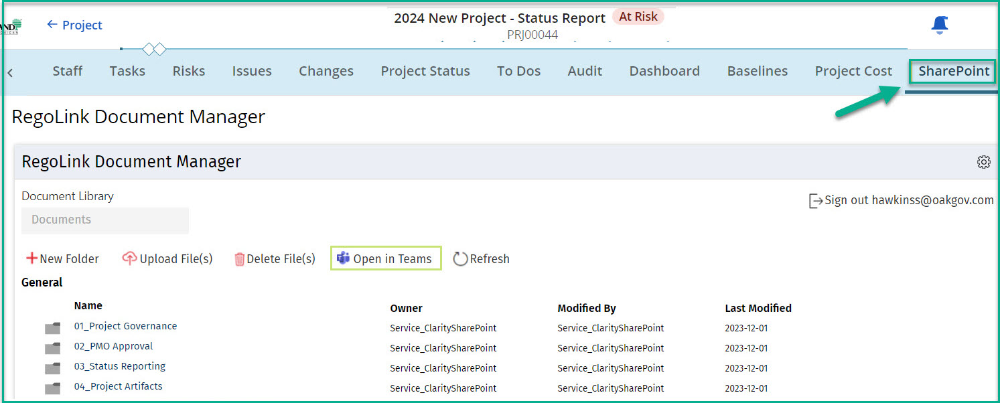 2024 New Project - Status Report At Risk
← Project
PRJ00044
Staff Tasks Risks Issues Changes Project Status To Dos Audit Dashboard Baselines Project Cost SharePoint
RegoLink Document Manager
RegoLink Document Manager
Document Library
Sign out hawkinss@oakgov.com
Documents
New Folder Upload File(s) Delete File(s) Open in Teams Refresh
General
Name Owner Modified By Last Modified
01_Project Governance Service_ClaritySharePoint Service_ClaritySharePoint 2023-12-01
02_PMO Approval Service_ClaritySharePoint Service_ClaritySharePoint 2023-12-01
03_Status Reporting Service_ClaritySharePoint Service_ClaritySharePoint 2023-12-01
04_Project Artifacts Service_ClaritySharePoint Service_ClaritySharePoint 2023-12-01